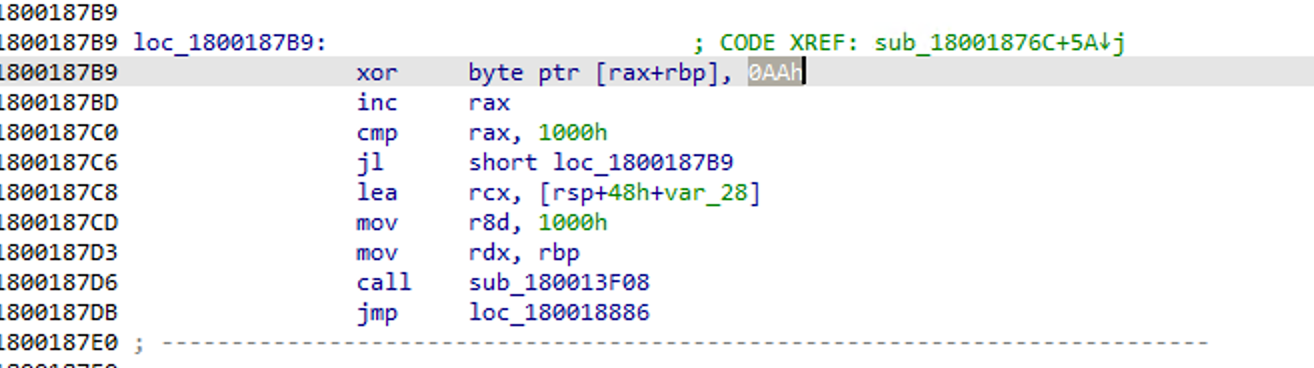 1800187B9
1800187B9 loc_1800187B9: ; CODE XREF: sub_18001876C+5A↓j
1800187B9 xor byte ptr [rax+rbp], 0AAh
1800187BD inc rax
1800187C0 cmp rax, 1000h
1800187C6 jl short loc_1800187B9
1800187C8 lea rcx, [rsp+48h+var_28]
1800187CD mov r8d, 1000h
1800187D3 mov rdx, rbp
1800187D6 call sub_180013F08
1800187DB jmp loc_180018886
1800187E0 ; ---------------------------------------------------------------------------